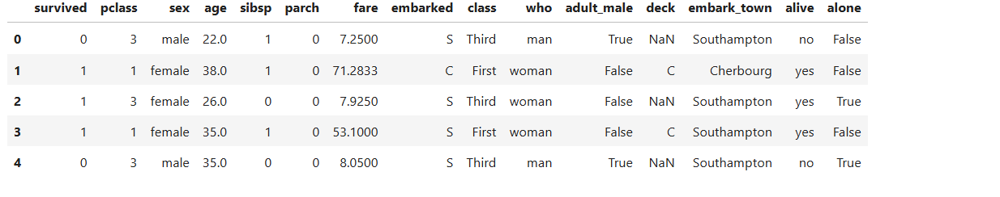 survived pclass sex age sibsp parch fare embarked class who adult_male deck embark_town alive alone
0 0 3 male 22.0 1 0 7.2500 S Third man True NaN Southampton no False
1 1 1 female 38.0 1 0 71.2833 C First woman False C Cherbourg yes False
2 1 3 female 26.0 0 0 7.9250 S Third woman False NaN Southampton yes True
3 1 1 female 35.0 1 0 53.1000 S First woman False C Southampton yes False
4 0 3 male 35.0 0 0 8.0500 S Third man True NaN Southampton no True